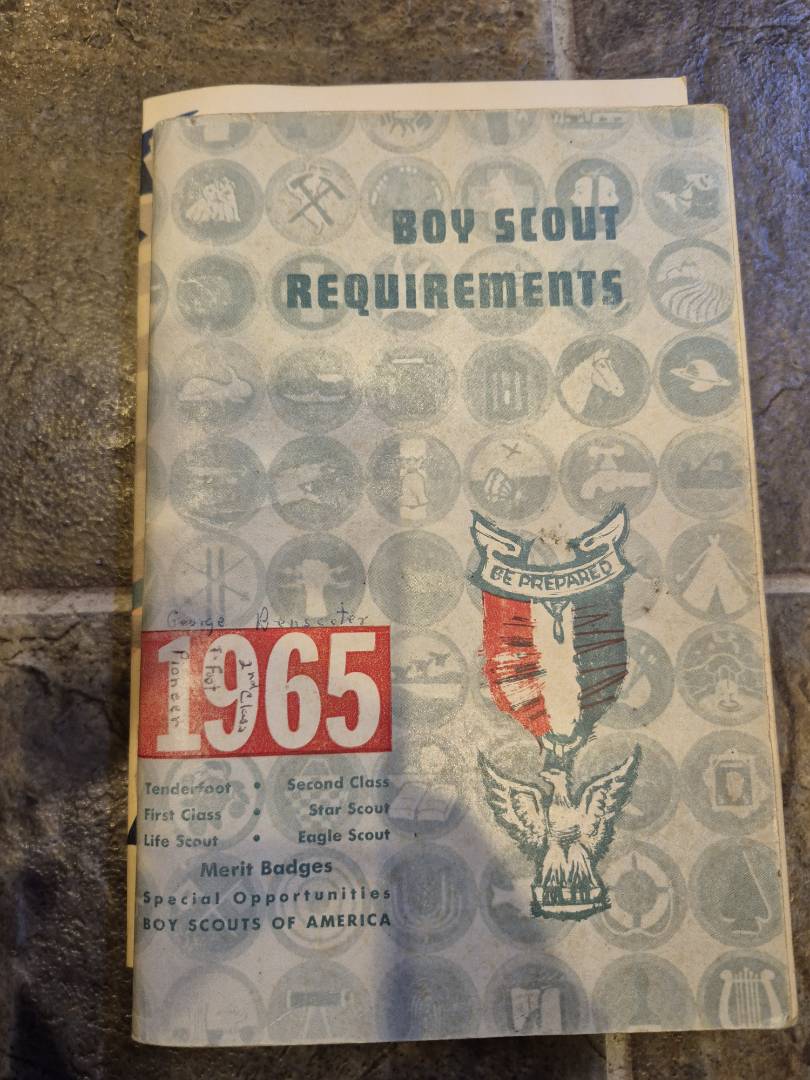 BOY SCOUT
REQUIREMENTS
BE PREPARED
George Benscoter
1965
Pioneer
T-Foot
2nd Class
Tenderfoot • Second Class
First Class • Star Scout
Life Scout • Eagle Scout
Merit Badges
Special Opportunities
BOY SCOUTS OF AMERICA